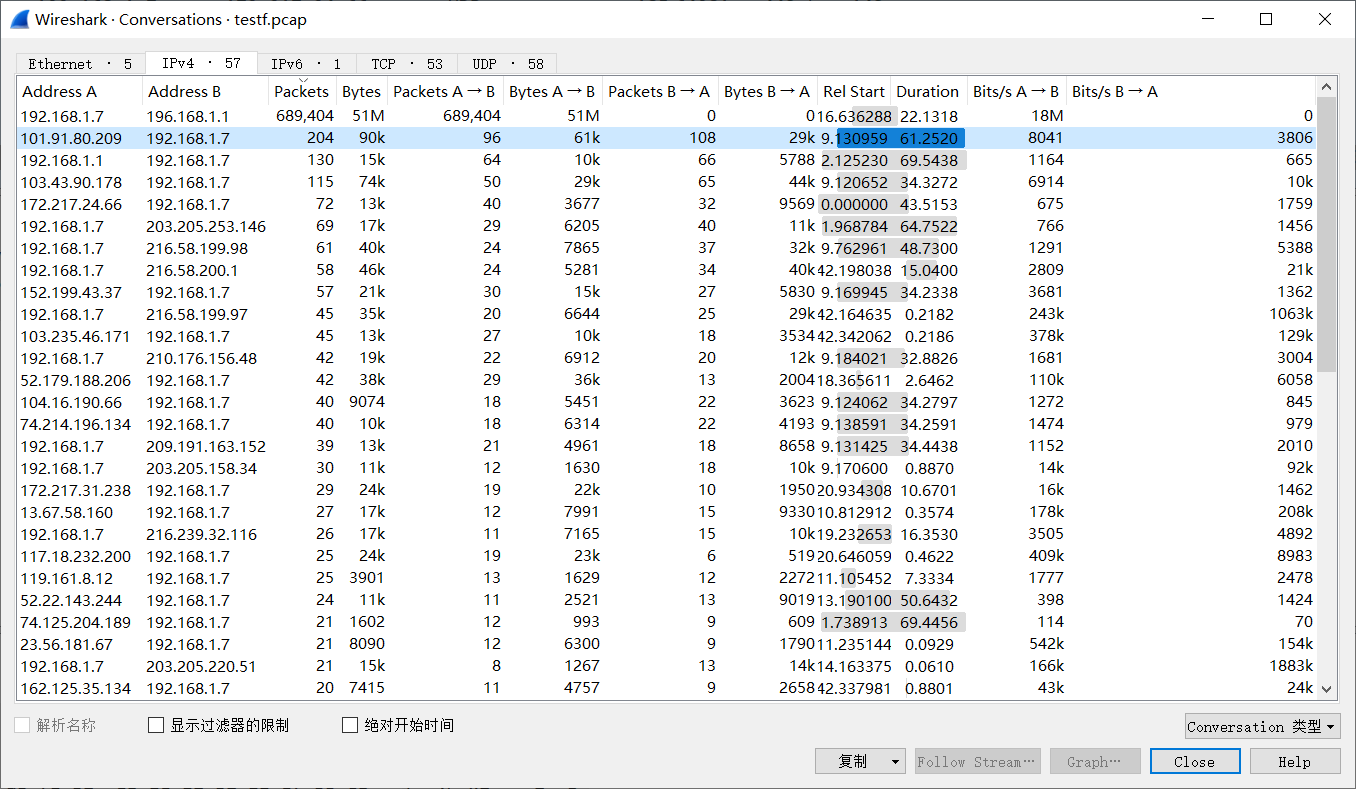 Wireshark · Conversations · testf.pcap
Ethernet · 5 IPv4 · 57 IPv6 · 1 TCP · 53 UDP · 58
Address A Address B Packets Bytes Packets A → B Bytes A → B Packets B → A Bytes B → A Rel Start Duration Bits/s A → B Bits/s B → A
192.168.1.7 196.168.1.1 689,404 51M 689,404 51M 0 0 16.636288 22.1318 18M 0
101.91.80.209 192.168.1.7 204 90k 96 61k 108 29k 9.130959 61.2520 8041 3806
192.168.1.1 192.168.1.7 130 15k 64 10k 66 5788 2.125230 69.5438 1164 665
103.43.90.178 192.168.1.7 115 74k 50 29k 65 44k 9.120652 34.3272 6914 10k
172.217.24.66 192.168.1.7 72 13k 40 3677 32 9569 0.000000 43.5153 675 1759
192.168.1.7 203.205.253.146 69 17k 29 6205 40 11k 1.968784 64.7522 766 1456
192.168.1.7 216.58.199.98 61 40k 24 7865 37 32k 9.762961 48.7300 1291 5388
192.168.1.7 216.58.200.1 58 46k 24 5281 34 40k 42.198038 15.0400 2809 21k
152.199.43.37 192.168.1.7 57 21k 30 15k 27 5830 9.169945 34.2338 3681 1362
192.168.1.7 216.58.199.97 45 35k 20 6644 25 29k 42.164635 0.2182 243k 1063k
103.235.46.171 192.168.1.7 45 13k 27 10k 18 3534 42.342062 0.2186 378k 129k
192.168.1.7 210.176.156.48 42 19k 22 6912 20 12k 9.184021 32.8826 1681 3004
52.179.188.206 192.168.1.7 42 38k 29 36k 13 2004 18.365611 2.6462 110k 6058
104.16.190.66 192.168.1.7 40 9074 18 5451 22 3623 9.124062 34.2797 1272 845
74.214.196.134 192.168.1.7 40 10k 18 6314 22 4193 9.138591 34.2591 1474 979
192.168.1.7 209.191.163.152 39 13k 21 4961 18 8658 9.131425 34.4438 1152 2010
192.168.1.7 203.205.158.34 30 11k 12 1630 18 10k 9.170600 0.8870 14k 92k
172.217.31.238 192.168.1.7 29 24k 19 22k 10 1950 20.934308 10.6701 16k 1462
13.67.58.160 192.168.1.7 27 17k 12 7991 15 9330 10.812912 0.3574 178k 208k
192.168.1.7 216.239.32.116 26 17k 11 7165 15 10k 19.232653 16.3530 3505 4892
117.18.232.200 192.168.1.7 25 24k 19 23k 6 519 20.646059 0.4622 409k 8983
119.161.8.12 192.168.1.7 25 3901 13 1629 12 2272 11.105452 7.3334 1777 2478
52.22.143.244 192.168.1.7 24 11k 11 2521 13 9019 13.190100 50.6432 398 1424
74.125.204.189 192.168.1.7 21 1602 12 993 9 609 1.738913 69.4456 114 70
23.56.181.67 192.168.1.7 21 8090 12 6300 9 1790 11.235144 0.0929 542k 154k
192.168.1.7 203.205.220.51 21 15k 8 1267 13 14k 14.163375 0.0610 166k 1883k
162.125.35.134 192.168.1.7 20 7415 11 4757 9 2658 42.337981 0.8801 43k 24k
解析名称 显示过滤器的限制 绝对开始时间 Conversation 类型
复制 Follow Stream… Graph… Close Help